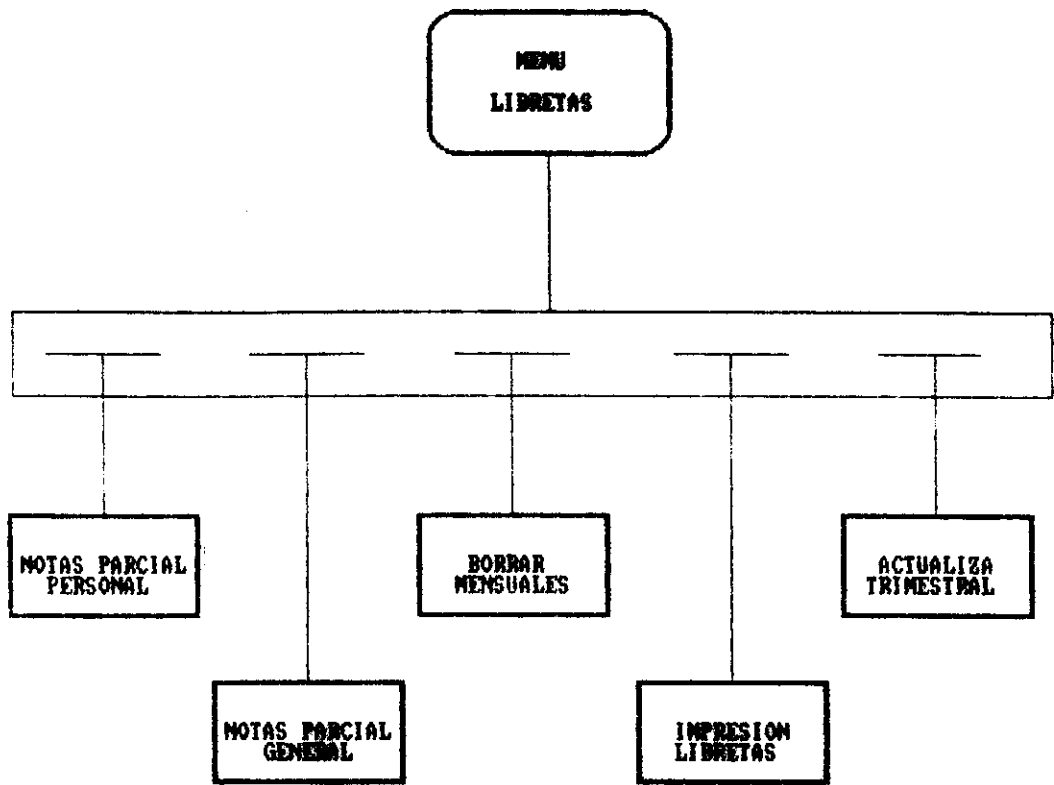 MENU
LIBRETAS
NOTAS PARCIAL
PERSONAL
BORRAR
MENSUALES
ACTUALIZA
TRIMESTRAL
NOTAS PARCIAL
GENERAL
IMPRESION
LIBRETAS